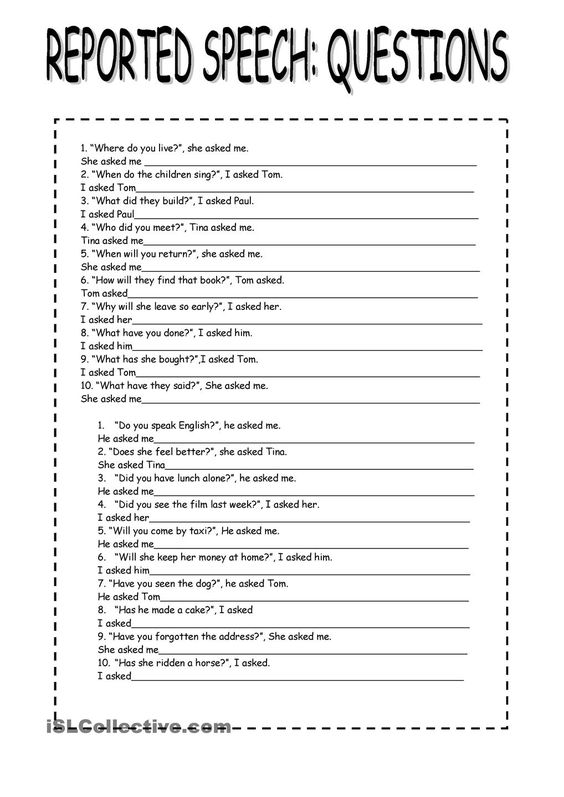 REPORTED SPEECH: QUESTIONS
1. “Where do you live?”, she asked me.
She asked me ______________________________
2. “When do the children sing?”, I asked Tom.
I asked Tom______________________________
3. “What did they build?”, I asked Paul.
I asked Paul______________________________
4. “Who did you meet?”, Tina asked me.
Tina asked me______________________________
5. “When will you return?”, she asked me.
She asked me______________________________
6. “How will they find that book?”, Tom asked.
Tom asked______________________________
7. “Why will she leave so early?”, I asked her.
I asked her______________________________
8. “What have you done?”, I asked him.
I asked him______________________________
9. “What has she bought?”,I asked Tom.
I asked Tom______________________________
10. “What have they said?”, She asked me.
She asked me______________________________
1. “Do you speak English?”, he asked me.
He asked me______________________________
2. “Does she feel better?”, she asked Tina.
She asked Tina______________________________
3. “Did you have lunch alone?”, he asked me.
He asked me______________________________
4. “Did you see the film last week?”, I asked her.
I asked her______________________________
5. “Will you come by taxi?”, He asked me.
He asked me______________________________
6. “Will she keep her money at home?”, I asked him.
I asked him______________________________
7. “Have you seen the dog?”, he asked Tom.
He asked Tom______________________________
8. “Has he made a cake?”, I asked
I asked______________________________
9. “Have you forgotten the address?”, She asked me.
She asked me______________________________
10. “Has she ridden a horse?”, I asked.
I asked______________________________
iSLCollective.com